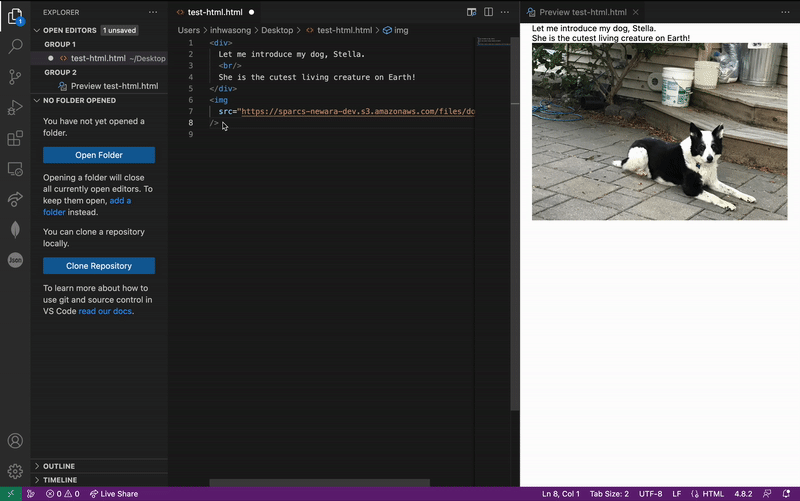 EXPLORER
OPEN EDITORS 1 unsaved
GROUP 1
test-html.html ~/Desktop
GROUP 2
Preview test-html.html
NO FOLDER OPENED
You have not yet opened a
folder.
Open Folder
Opening a folder will close
all currently open editors. To
keep them open, add a
folder instead.
You can clone a repository
locally.
Clone Repository
To learn more about how to
use git and source control in
VS Code read our docs.
OUTLINE
TIMELINE
1
Json
test-html.html
Users > inhwasong > Desktop > <> test-html.html > img
1 <div>
2 Let me introduce my dog, Stella.
3 <br/>
4 She is the cutest living creature on Earth!
5 </div>
6 <img
7 src="https://sparcs-newara-dev.s3.amazonaws.com/files/do
8 />
9
Preview test-html.html
Let me introduce my dog, Stella.
She is the cutest living creature on Earth!
0 0 Live Share
Ln 8, Col 1 Tab Size: 2 UTF-8 LF HTML 4.8.2